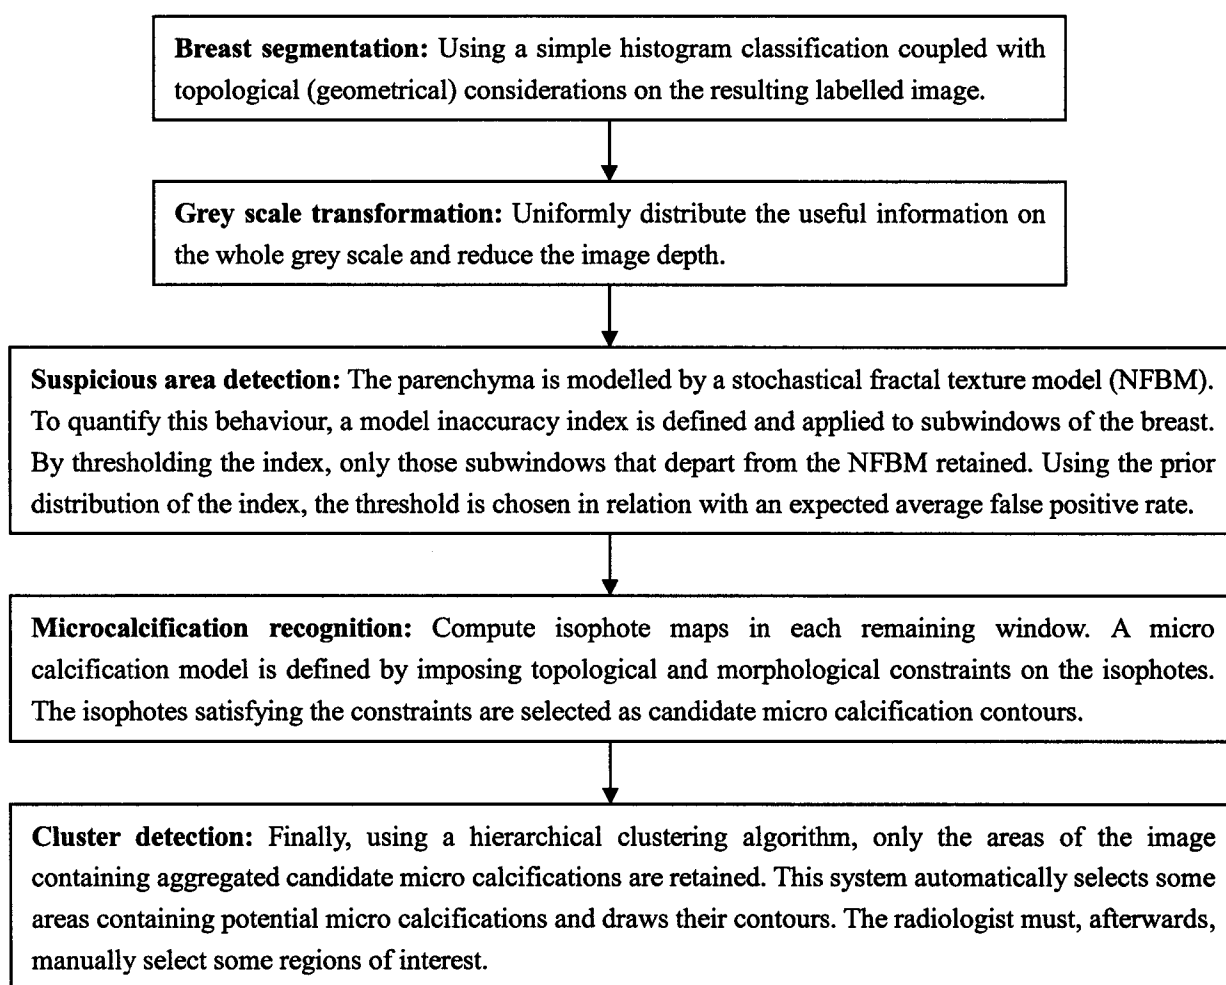 Breast segmentation: Using a simple histogram classification coupled with
topological (geometrical) considerations on the resulting labelled image.
Grey scale transformation: Uniformly distribute the useful information on
the whole grey scale and reduce the image depth.
Suspicious area detection: The parenchyma is modelled by a stochastical fractal texture model (NFBM).
To quantify this behaviour, a model inaccuracy index is defined and applied to subwindows of the breast.
By thresholding the index, only those subwindows that depart from the NFBM retained. Using the prior
distribution of the index, the threshold is chosen in relation with an expected average false positive rate.
Microcalcification recognition: Compute isophote maps in each remaining window. A micro
calcification model is defined by imposing topological and morphological constraints on the isophotes.
The isophotes satisfying the constraints are selected as candidate micro calcification contours.
Cluster detection: Finally, using a hierarchical clustering algorithm, only the areas of the image
containing aggregated candidate micro calcifications are retained. This system automatically selects some
areas containing potential micro calcifications and draws their contours. The radiologist must, afterwards,
manually select some regions of interest.